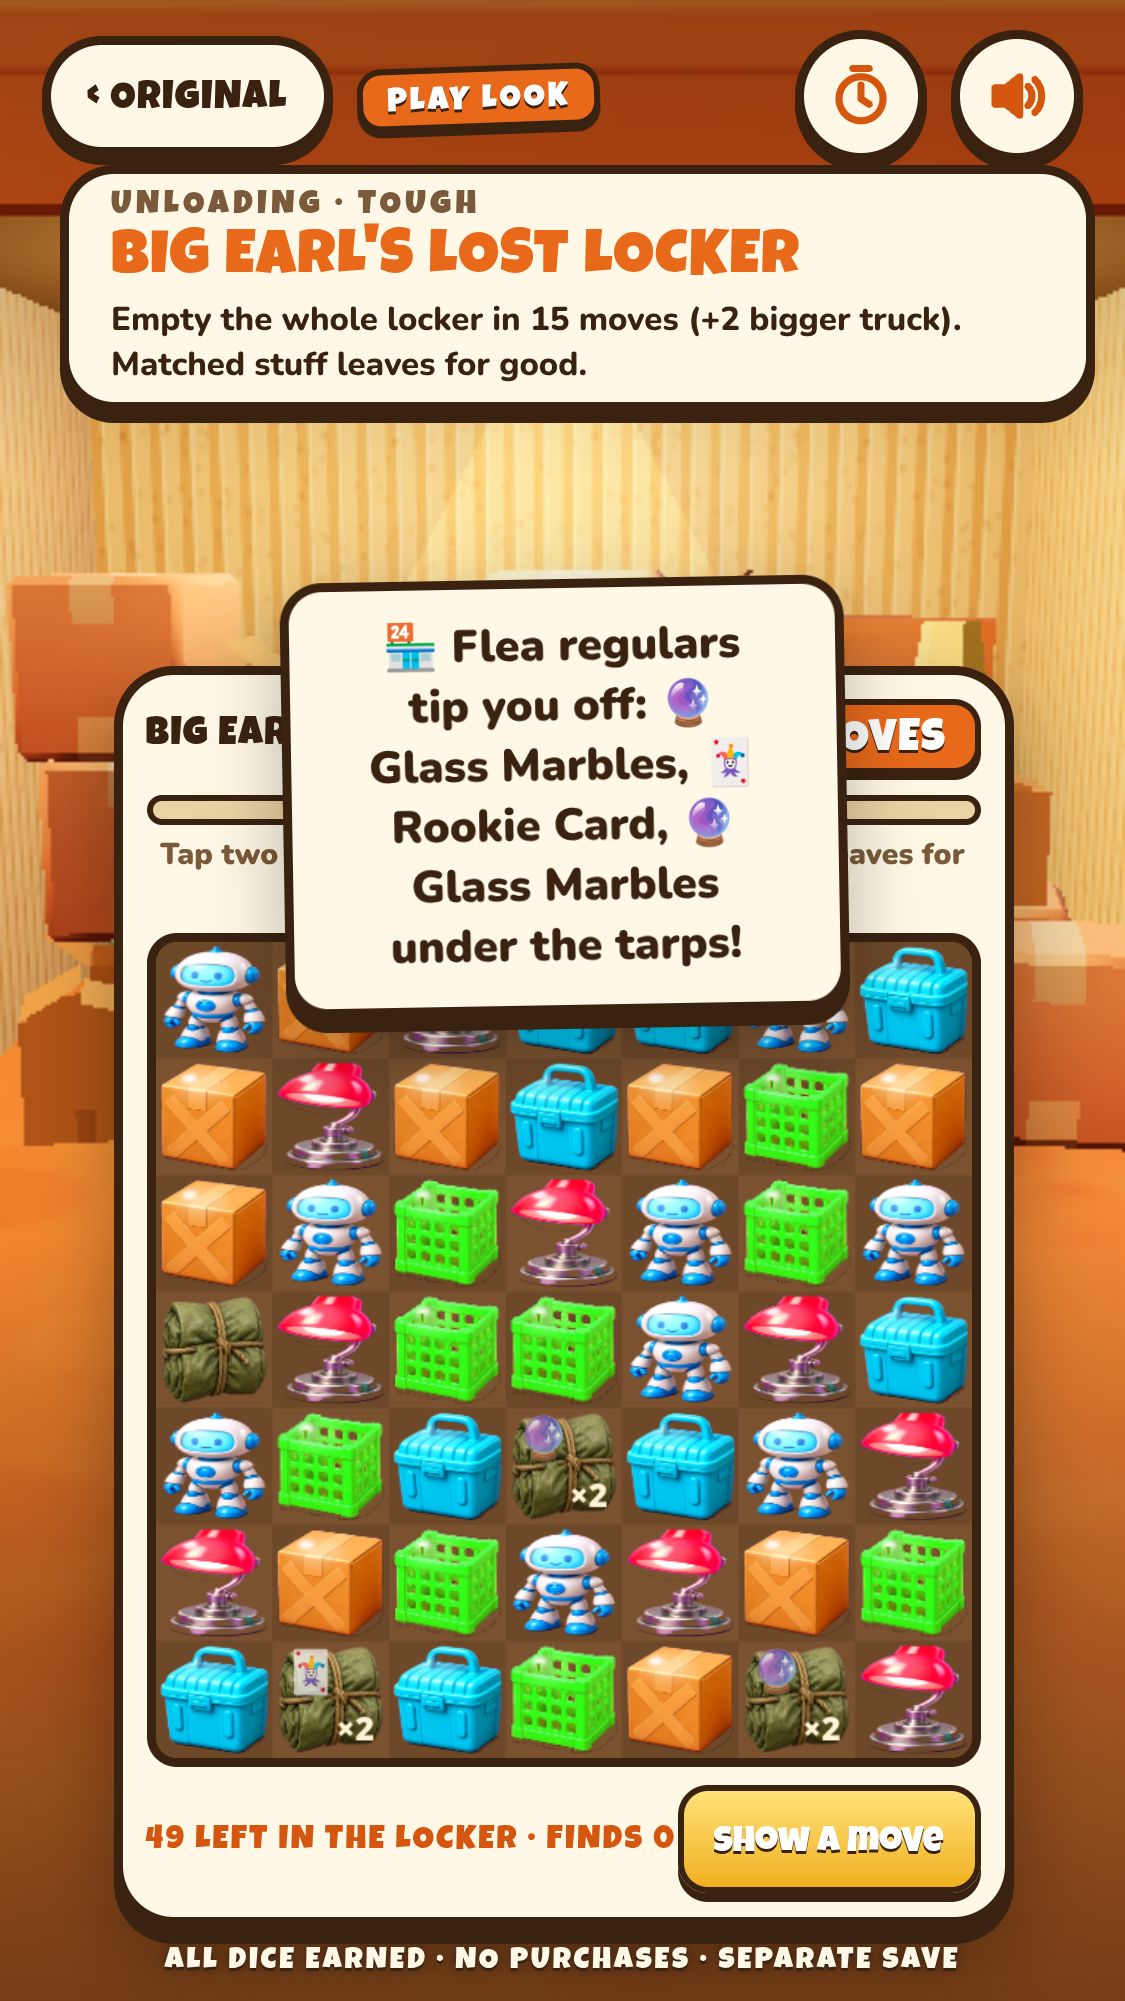 ‹ ORIGINAL
PLAY LOOK
UNLOADING · TOUGH
BIG EARL'S LOST LOCKER
Empty the whole locker in 15 moves (+2 bigger truck).
Matched stuff leaves for good.
24 Flea regulars
tip you off:
Glass Marbles,
Rookie Card,
Glass Marbles
under the tarps!
BIG EAR
OVES
Tap two
aves for
×2
×2
×2
49 LEFT IN THE LOCKER · FINDS 0
SHOW A MOVE
ALL DICE EARNED · NO PURCHASES · SEPARATE SAVE